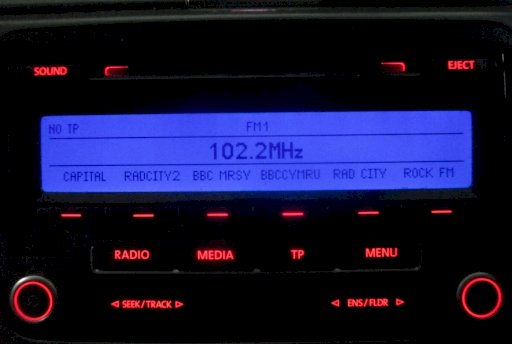 SOUND EJECT
NO TP FM1
102.2MHz
CAPITAL RADCITY2 BBC MRSY BBCCYMRU RAD CITY ROCK FM
RADIO MEDIA TP MENU
SEEK/TRACK ENS/FLDR